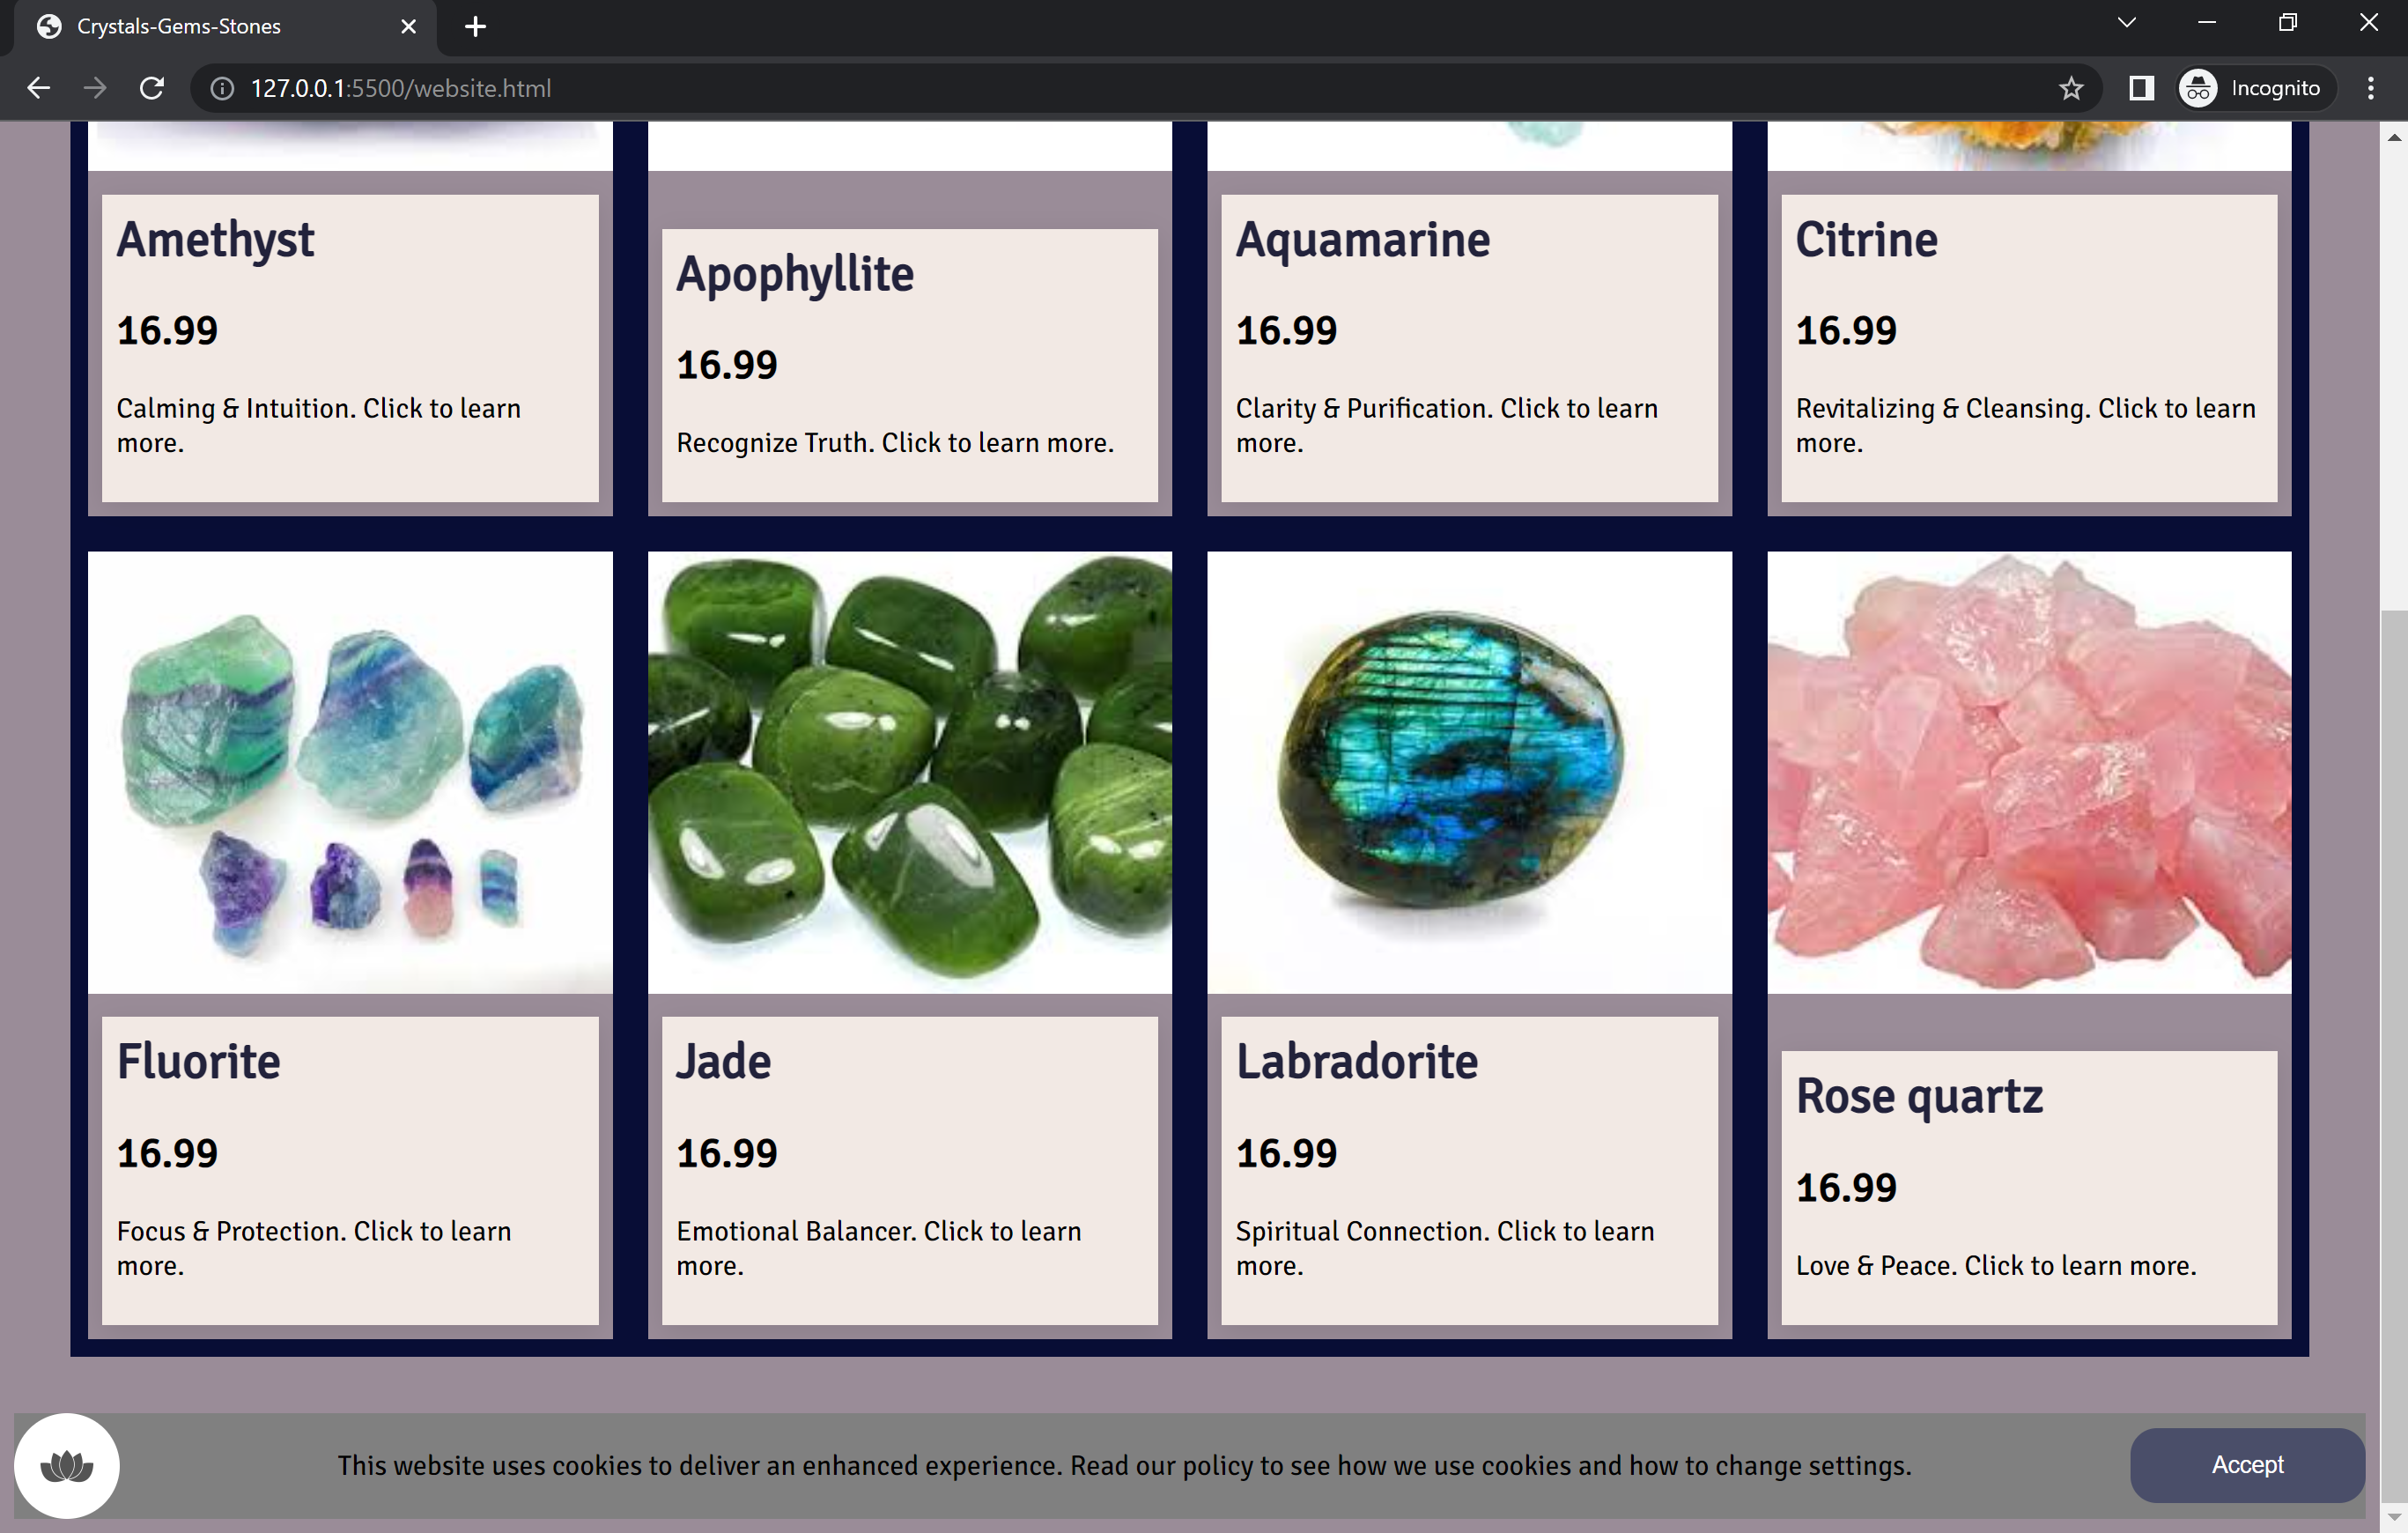 Crystals-Gems-Stones
127.0.0.1:5500/website.html
Incognito
Amethyst
16.99
Calming & Intuition. Click to learn
more.
Apophyllite
16.99
Recognize Truth. Click to learn more.
Aquamarine
16.99
Clarity & Purification. Click to learn
more.
Citrine
16.99
Revitalizing & Cleansing. Click to learn
more.
Fluorite
16.99
Focus & Protection. Click to learn
more.
Jade
16.99
Emotional Balancer. Click to learn
more.
Labradorite
16.99
Spiritual Connection. Click to learn
more.
Rose quartz
16.99
Love & Peace. Click to learn more.
This website uses cookies to deliver an enhanced experience. Read our policy to see how we use cookies and how to change settings.
Accept